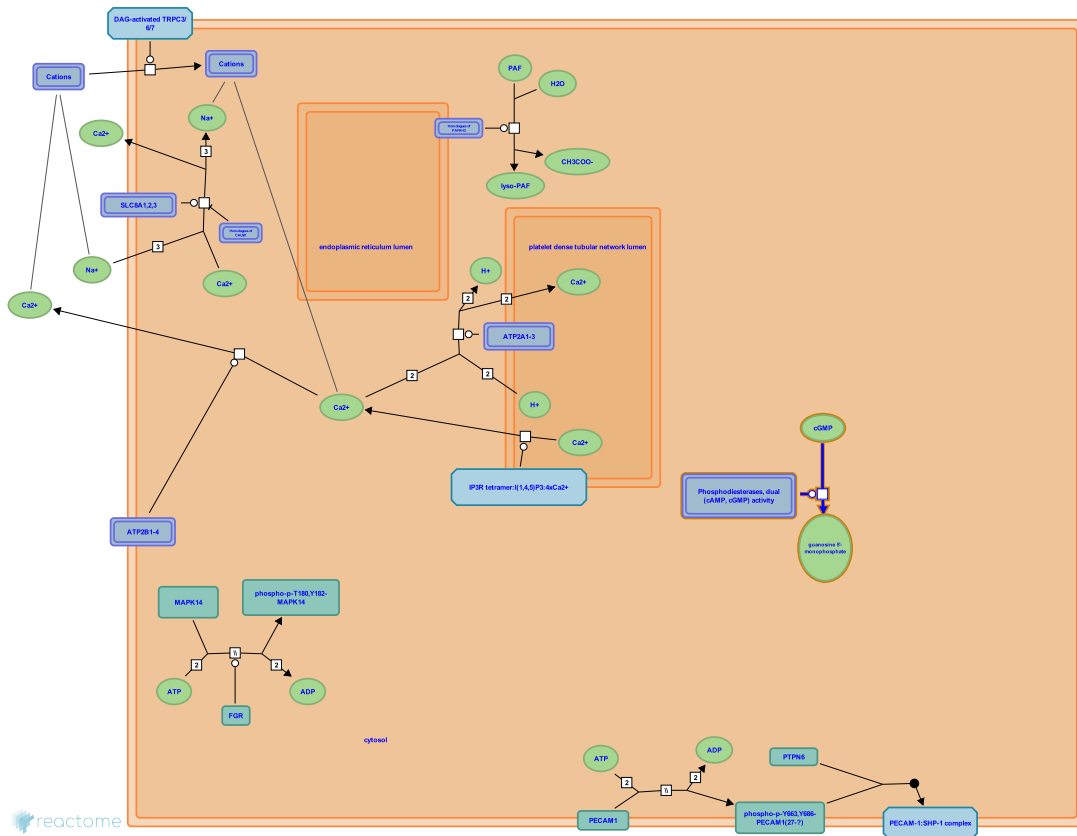 DAG-activated TRPC3/
6/7
Cations
Cations
PAF
H2O
Na+
Ca2+
3
CH3COO-
lyso-PAF
SLC8A1,2,3
3
endoplasmic reticulum lumen
platelet dense tubular network lumen
Na+
Ca2+
H+
Ca2+
2
2
Ca2+
ATP2A1-3
2
2
Ca2+
H+
Ca2+
cGMP
IP3R tetramer:I(1,4,5)P3:4xCa2+
Phosphodiesterases, dual
(cAMP, cGMP) activity
ATP2B1-4
guanosine 5'-
monophosphate
MAPK14
phospho-p-T180,Y182-
MAPK14
\\
2
2
ATP
ADP
FGR
cytosol
ATP
ADP
PTPN6
2
2
\\
PECAM1
phospho-p-Y663,Y686-
PECAM1(27-?)
PECAM-1:SHP-1 complex
reactome